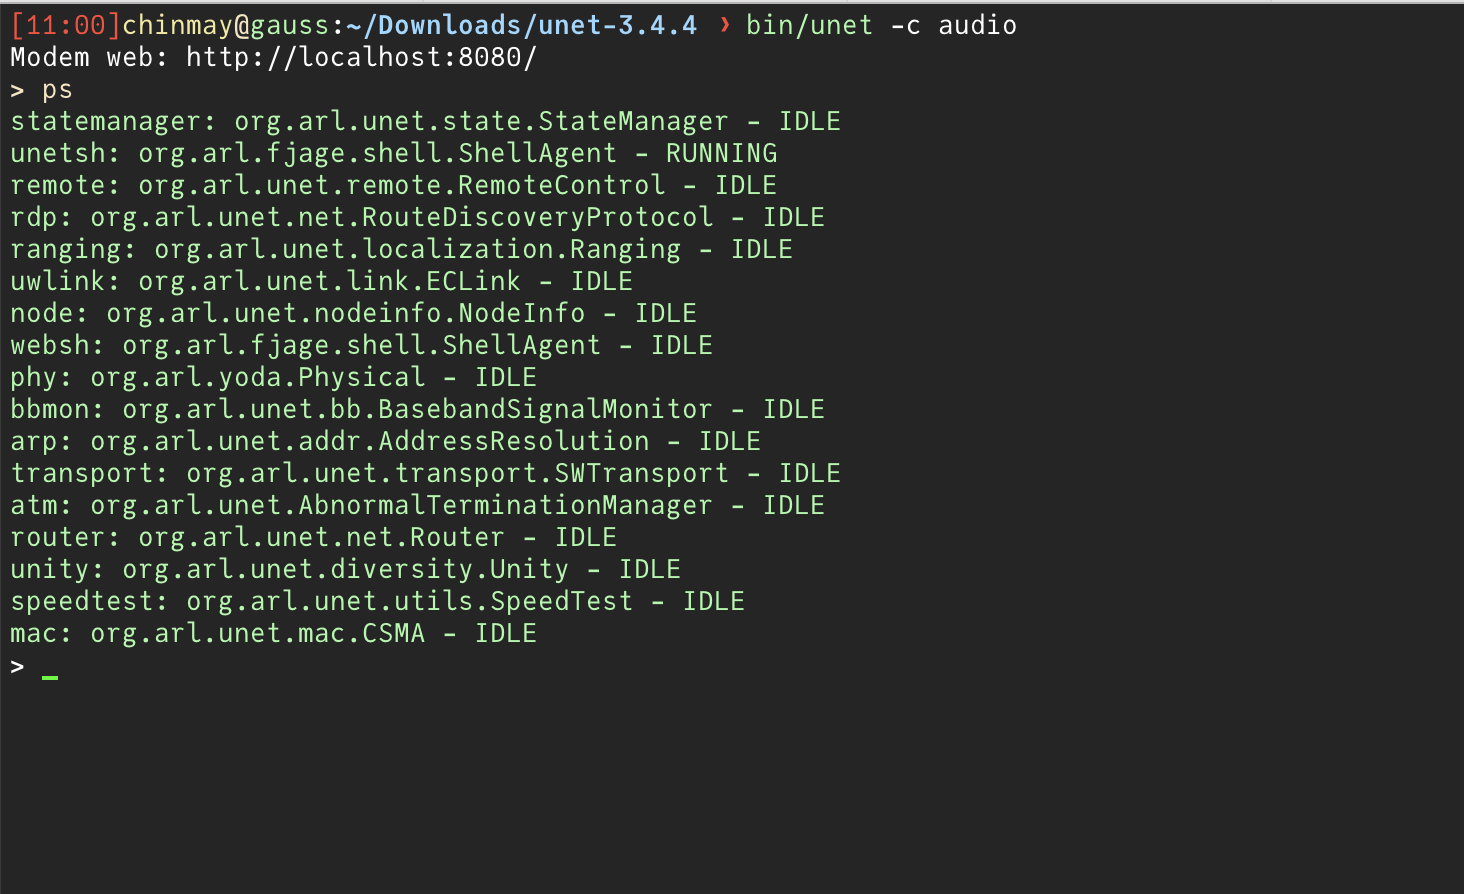 [11:00]chinmay@gauss:~/Downloads/unet-3.4.4 ❯ bin/unet -c audio
Modem web: http://localhost:8080/
> ps
statemanager: org.arl.unet.state.StateManager - IDLE
unetsh: org.arl.fjage.shell.ShellAgent - RUNNING
remote: org.arl.unet.remote.RemoteControl - IDLE
rdp: org.arl.unet.net.RouteDiscoveryProtocol - IDLE
ranging: org.arl.unet.localization.Ranging - IDLE
uwlink: org.arl.unet.link.ECLink - IDLE
node: org.arl.unet.nodeinfo.NodeInfo - IDLE
websh: org.arl.fjage.shell.ShellAgent - IDLE
phy: org.arl.yoda.Physical - IDLE
bbmon: org.arl.unet.bb.BasebandSignalMonitor - IDLE
arp: org.arl.unet.addr.AddressResolution - IDLE
transport: org.arl.unet.transport.SWTransport - IDLE
atm: org.arl.unet.AbnormalTerminationManager - IDLE
router: org.arl.unet.net.Router - IDLE
unity: org.arl.unet.diversity.Unity - IDLE
speedtest: org.arl.unet.utils.SpeedTest - IDLE
mac: org.arl.unet.mac.CSMA - IDLE
> _